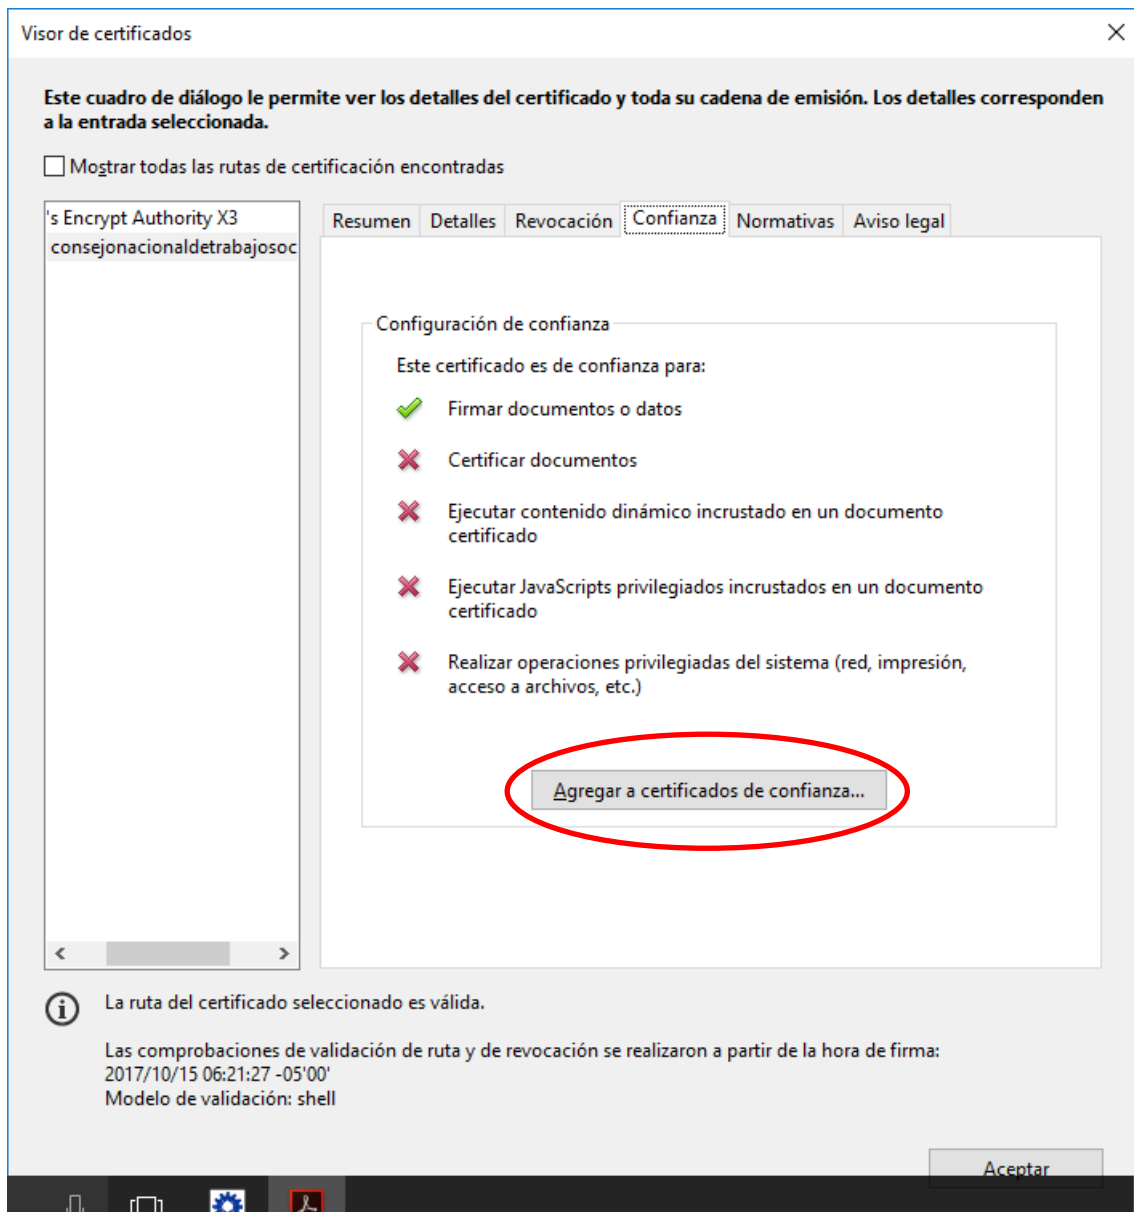 Visor de certificados
Este cuadro de diálogo le permite ver los detalles del certificado y toda su cadena de emisión. Los detalles corresponden
a la entrada seleccionada.
Mostrar todas las rutas de certificación encontradas
's Encrypt Authority X3
consejonacionaldetrabajosoc
Resumen Detalles Revocación Confianza Normativas Aviso legal
Configuración de confianza
Este certificado es de confianza para:
Firmar documentos o datos
Certificar documentos
Ejecutar contenido dinámico incrustado en un documento
certificado
Ejecutar JavaScripts privilegiados incrustados en un documento
certificado
Realizar operaciones privilegiadas del sistema (red, impresión,
acceso a archivos, etc.)
Agregar a certificados de confianza...
La ruta del certificado seleccionado es válida.
Las comprobaciones de validación de ruta y de revocación se realizaron a partir de la hora de firma:
2017/10/15 06:21:27 -05'00'
Modelo de validación: shell
Aceptar